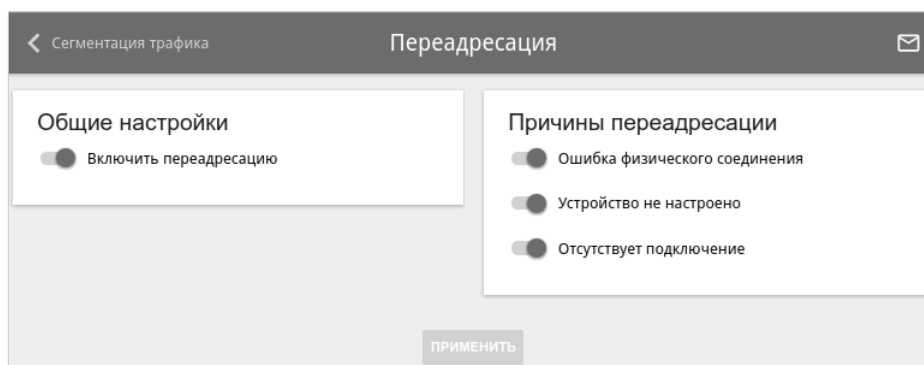 Сегментация трафика
Переадресация
Общие настройки
Включить переадресацию
Причины переадресации
Ошибка физического соединения
Устройство не настроено
Отсутствует подключение
ПРИМЕНИТЬ